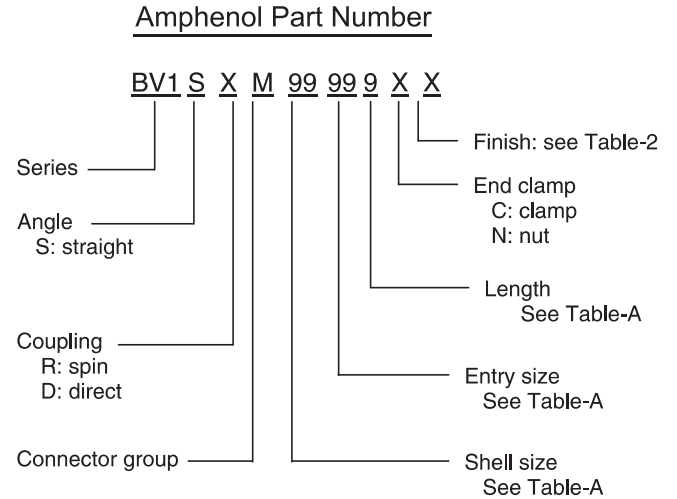 Amphenol Part Number
BV1 S X M 99 99 9 X X
Series
Angle
S: straight
Coupling
R: spin
D: direct
Connector group
Finish: see Table-2
End clamp
C: clamp
N: nut
Length
See Table-A
Entry size
See Table-A
Shell size
See Table-A